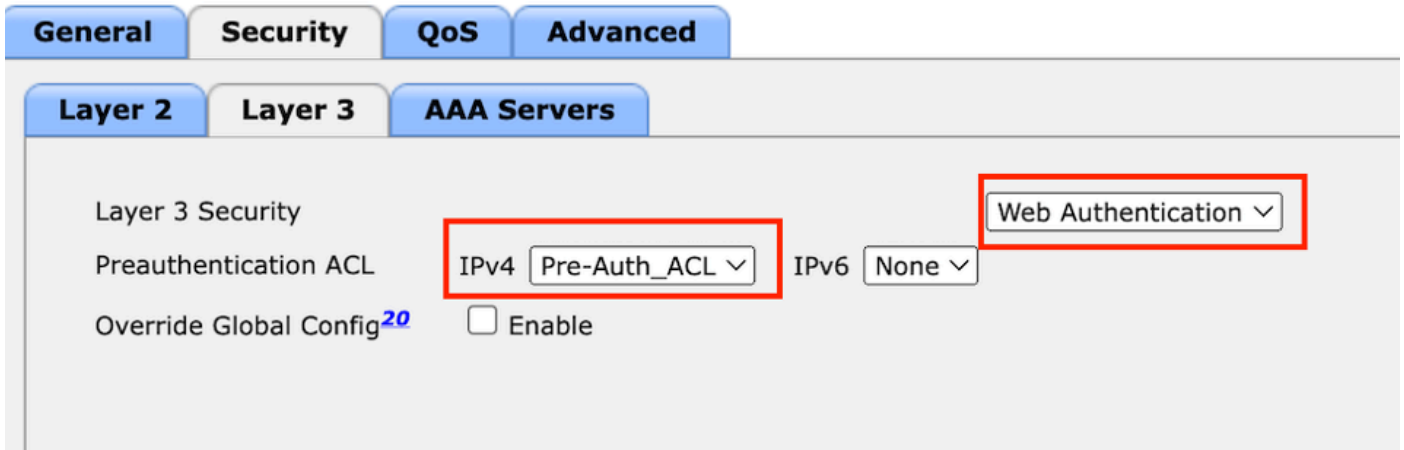 General Security QoS Advanced
Layer 2 Layer 3 AAA Servers
Layer 3 Security Web Authentication
Preauthentication ACL IPv4 Pre-Auth_ACL IPv6 None
Override Global Config20 Enable